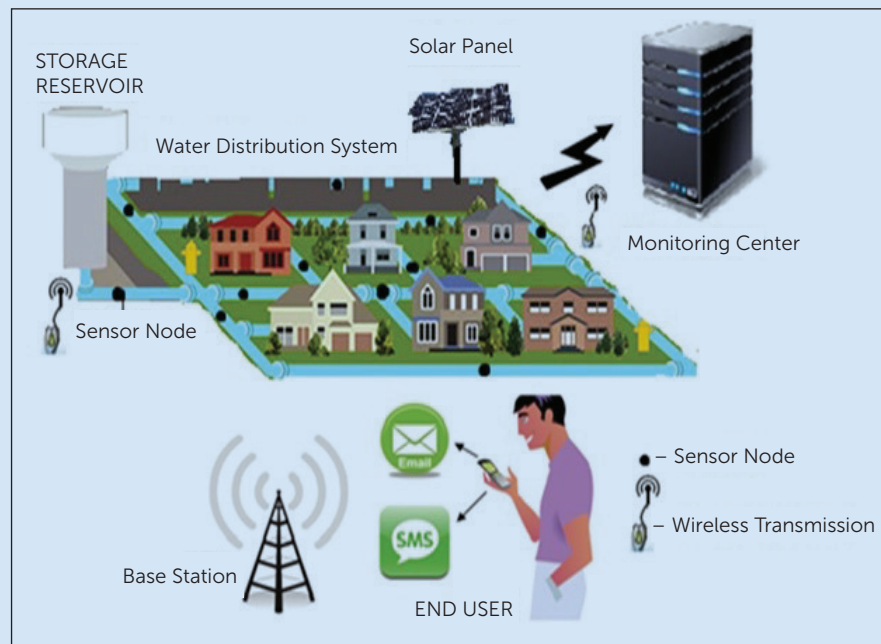 Solar Panel
STORAGE
RESERVOIR
Water Distribution System
Monitoring Center
Sensor Node
Email
– Sensor Node
SMS
– Wireless Transmission
Base Station
END USER